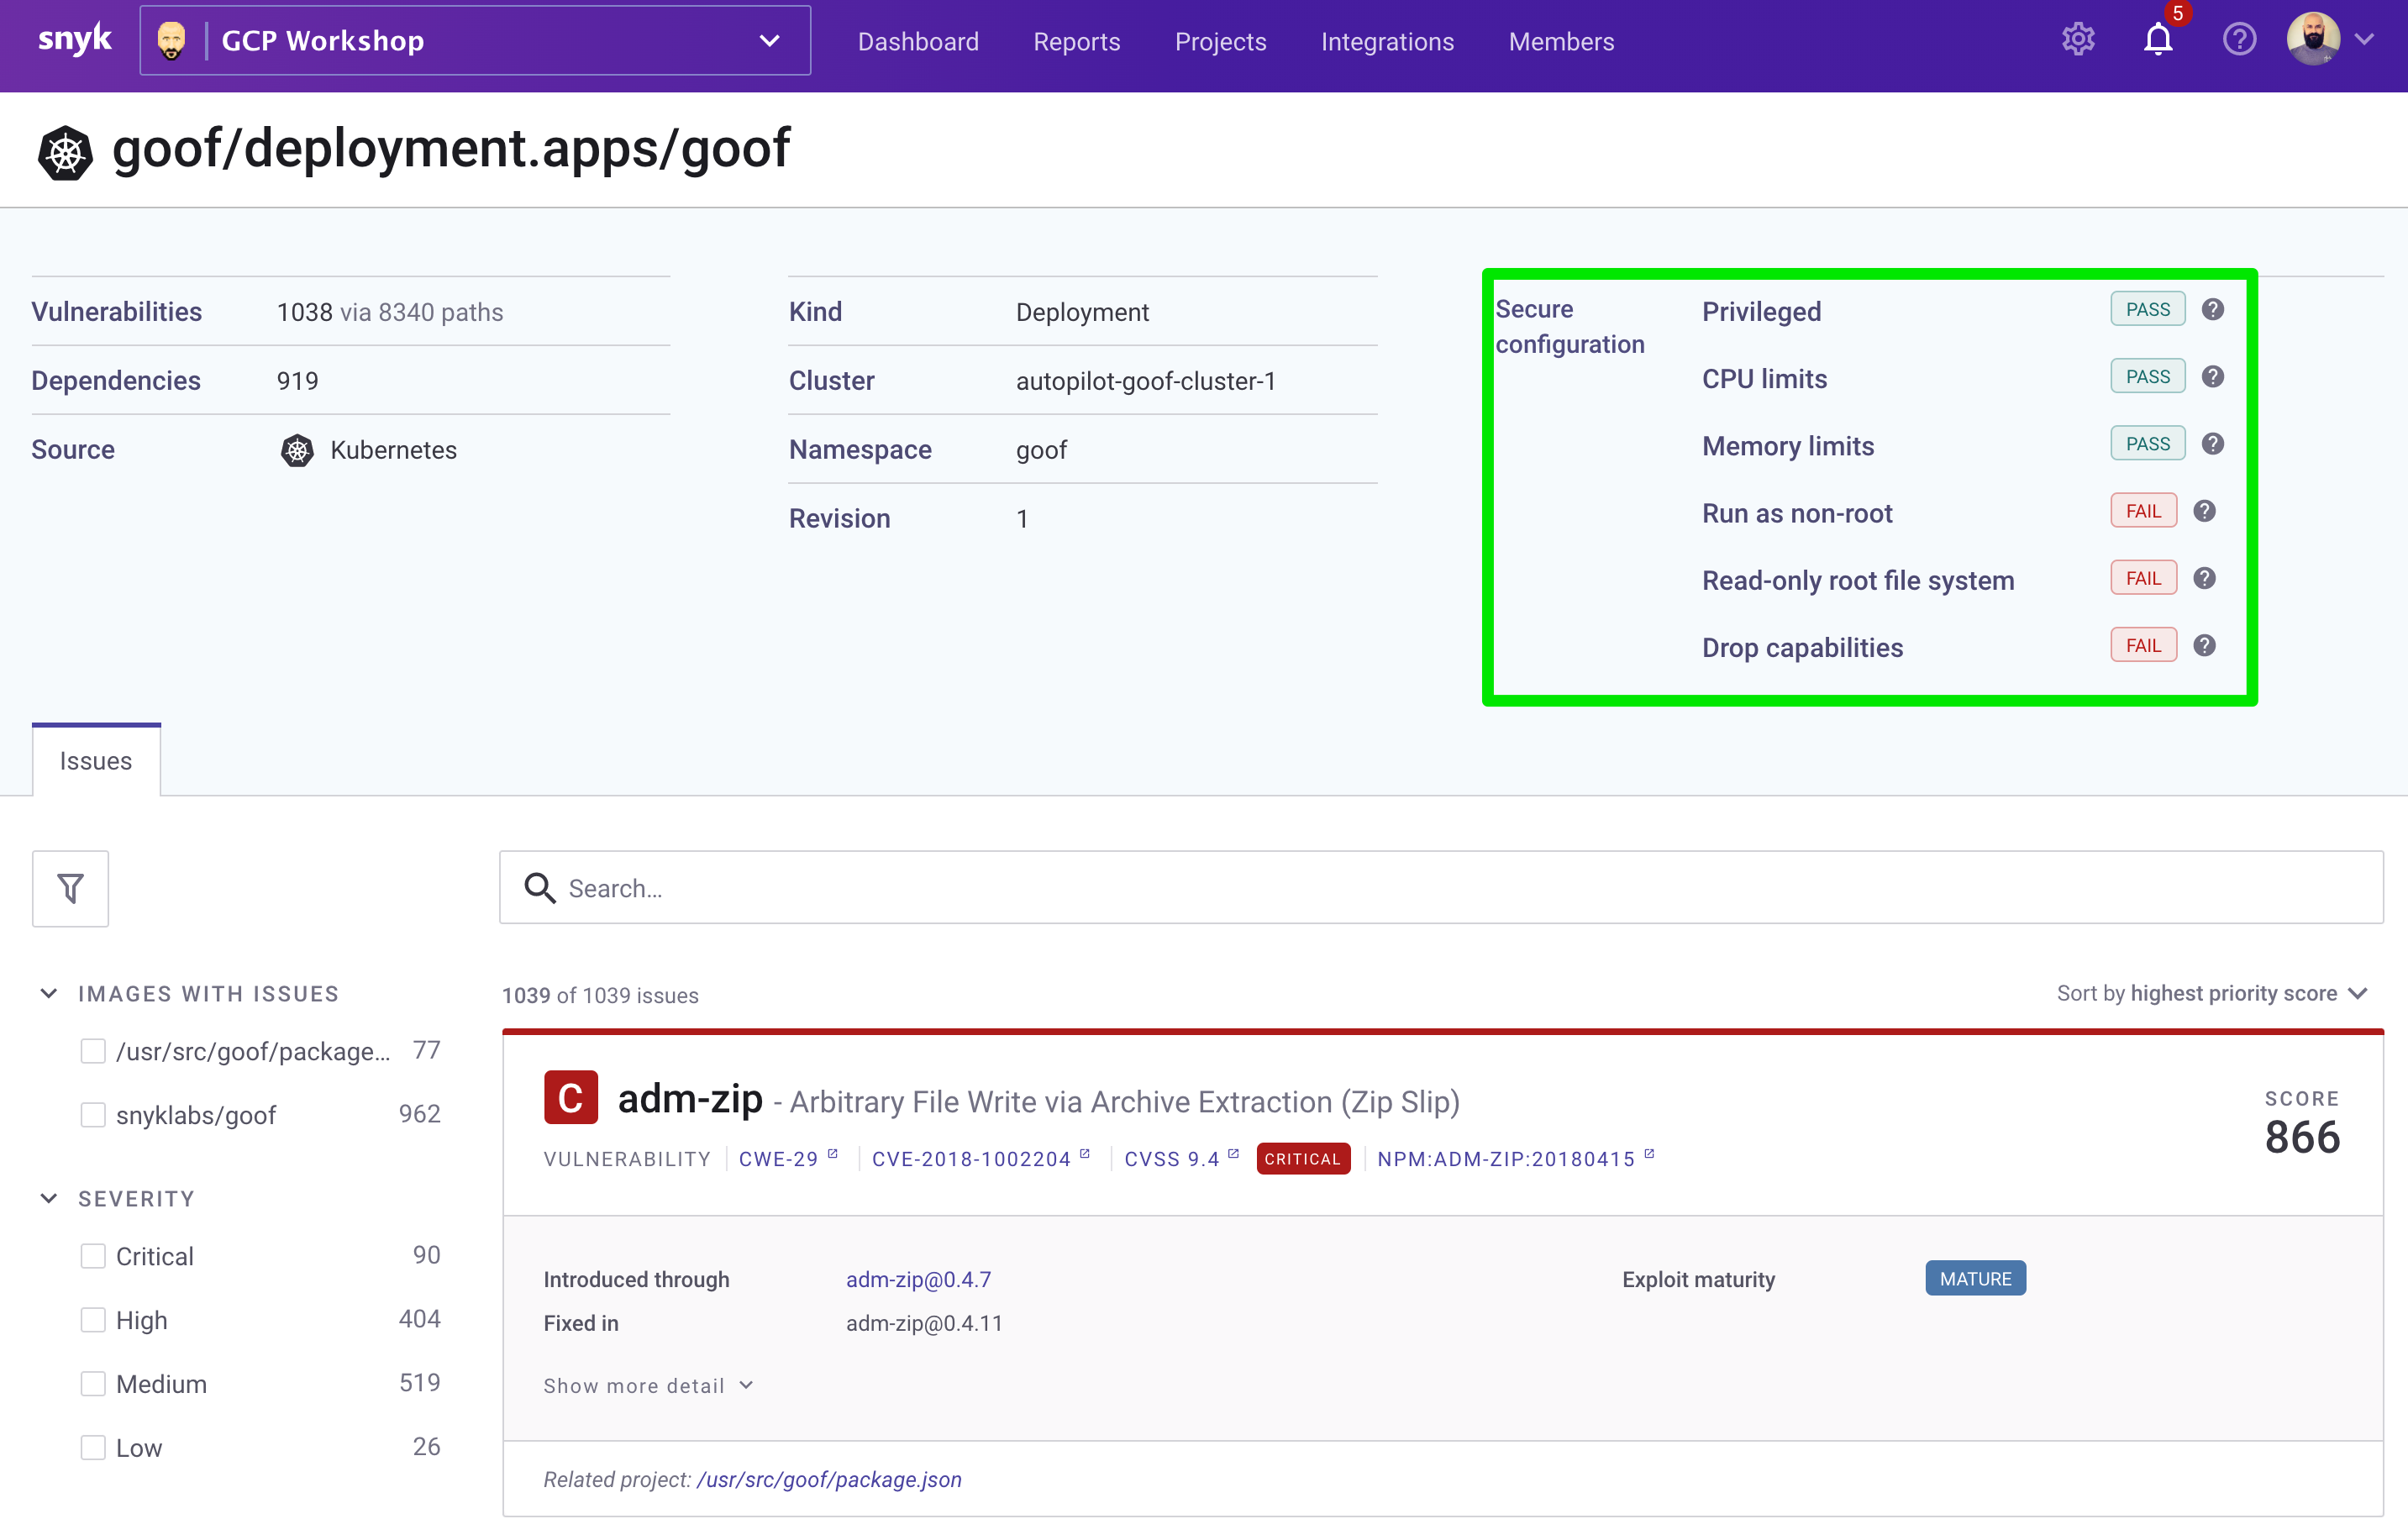 snyk
GCP Workshop
Dashboard
Reports
Projects
Integrations
Members
5
goof/deployment.apps/goof
Vulnerabilities 1038 via 8340 paths
Dependencies 919
Source Kubernetes
Kind Deployment
Cluster autopilot-goof-cluster-1
Namespace goof
Revision 1
Secure
configuration
Privileged PASS
CPU limits PASS
Memory limits PASS
Run as non-root FAIL
Read-only root file system FAIL
Drop capabilities FAIL
Issues
Search...
IMAGES WITH ISSUES
/usr/src/goof/package... 77
snyklabs/goof 962
SEVERITY
Critical 90
High 404
Medium 519
Low 26
1039 of 1039 issues
Sort by highest priority score
C adm-zip - Arbitrary File Write via Archive Extraction (Zip Slip)
SCORE
866
VULNERABILITY CWE-29 CVE-2018-1002204 CVSS 9.4 CRITICAL NPM:ADM-ZIP:20180415
Introduced through adm-zip@0.4.7
Exploit maturity MATURE
Fixed in adm-zip@0.4.11
Show more detail
Related project: /usr/src/goof/package.json